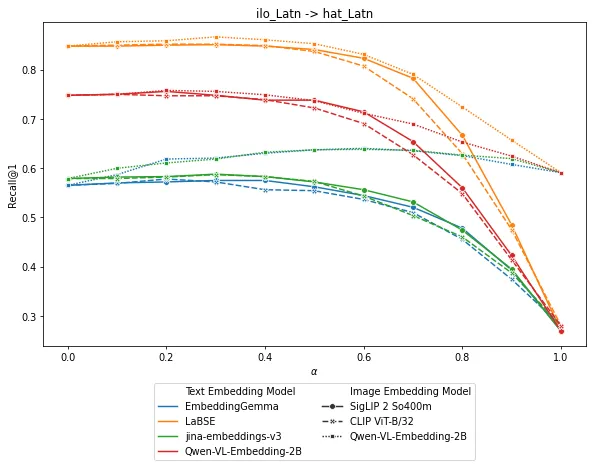 ilo_Latn -> hat_Latn
Recall@1
0.8
0.7
0.6
0.5
0.4
0.3
0.0 0.2 0.4 0.6 0.8 1.0
α
Text Embedding Model Image Embedding Model
EmbeddingGemma SigLIP 2 So400m
LaBSE CLIP ViT-B/32
jina-embeddings-v3 Qwen-VL-Embedding-2B
Qwen-VL-Embedding-2B